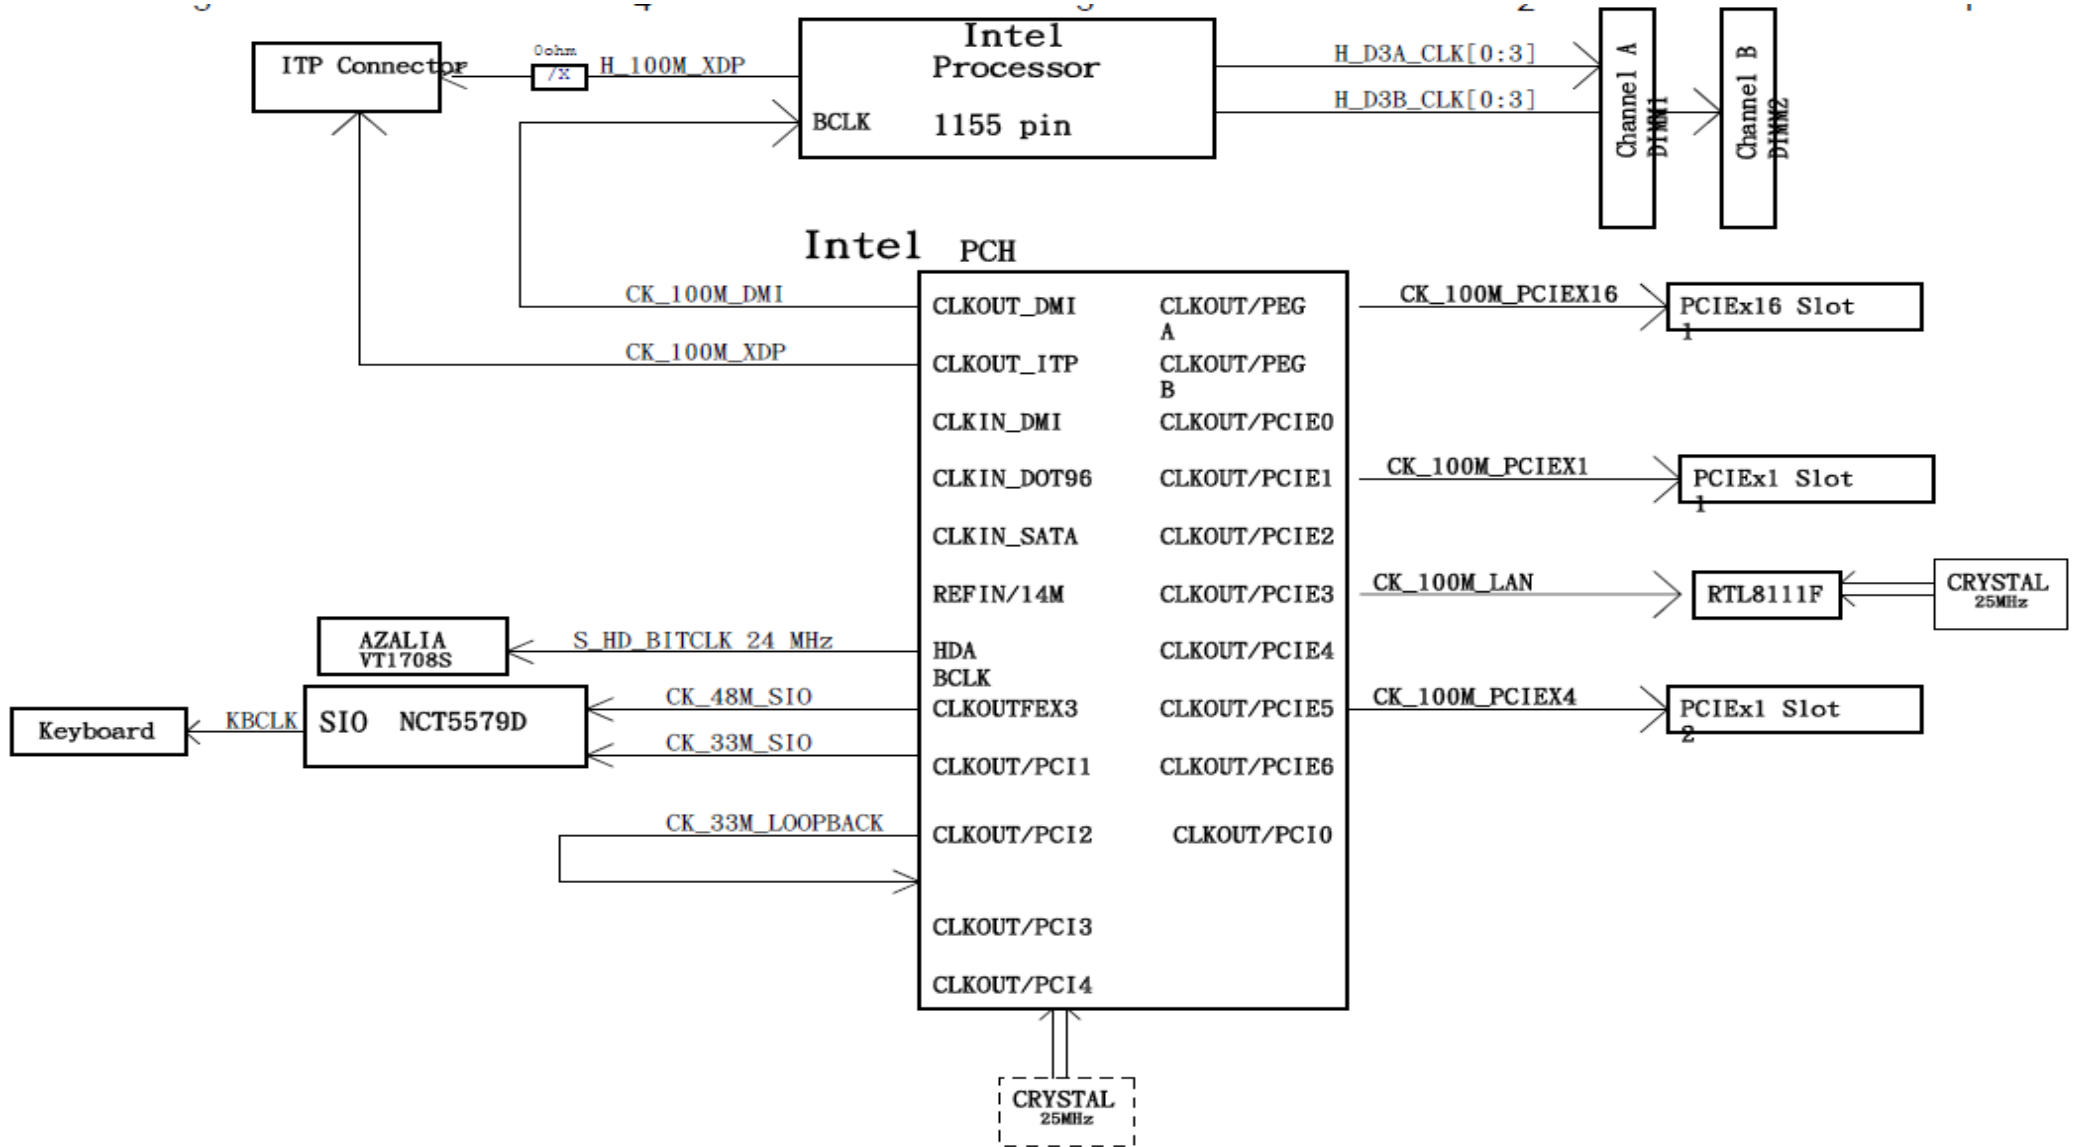 4
2
1
Intel
Processor
1155 pin
BCLK
ITP Connector
0ohm
/X
H_100M_XDP
H_D3A_CLK[0:3]
H_D3B_CLK[0:3]
Channel A
DIMM1
Channel B
DIMM2
Intel PCH
CK_100M_DMI
CLKOUT_DMI
CLKOUT/PEG
A
CK_100M_PCIEX16
PCIEx16 Slot
1
CK_100M_XDP
CLKOUT_ITP
CLKOUT/PEG
B
CLKIN_DMI
CLKOUT/PCIE0
CLKIN_DOT96
CLKOUT/PCIE1
CK_100M_PCIEX1
PCIEx1 Slot
1
CLKIN_SATA
CLKOUT/PCIE2
REFIN/14M
CLKOUT/PCIE3
CK_100M_LAN
RTL8111F
CRYSTAL
25MHz
AZALIA
VT1708S
S_HD_BITCLK 24 MHz
HDA
BCLK
CLKOUT/PCIE4
Keyboard
KBCLK
SIO NCT5579D
CK_48M_SIO
CLKOUTFEX3
CLKOUT/PCIE5
CK_100M_PCIEX4
PCIEx1 Slot
2
CK_33M_SIO
CLKOUT/PCI1
CLKOUT/PCIE6
CK_33M_LOOPBACK
CLKOUT/PCI2
CLKOUT/PCI0
CLKOUT/PCI3
CLKOUT/PCI4
CRYSTAL
25MHz